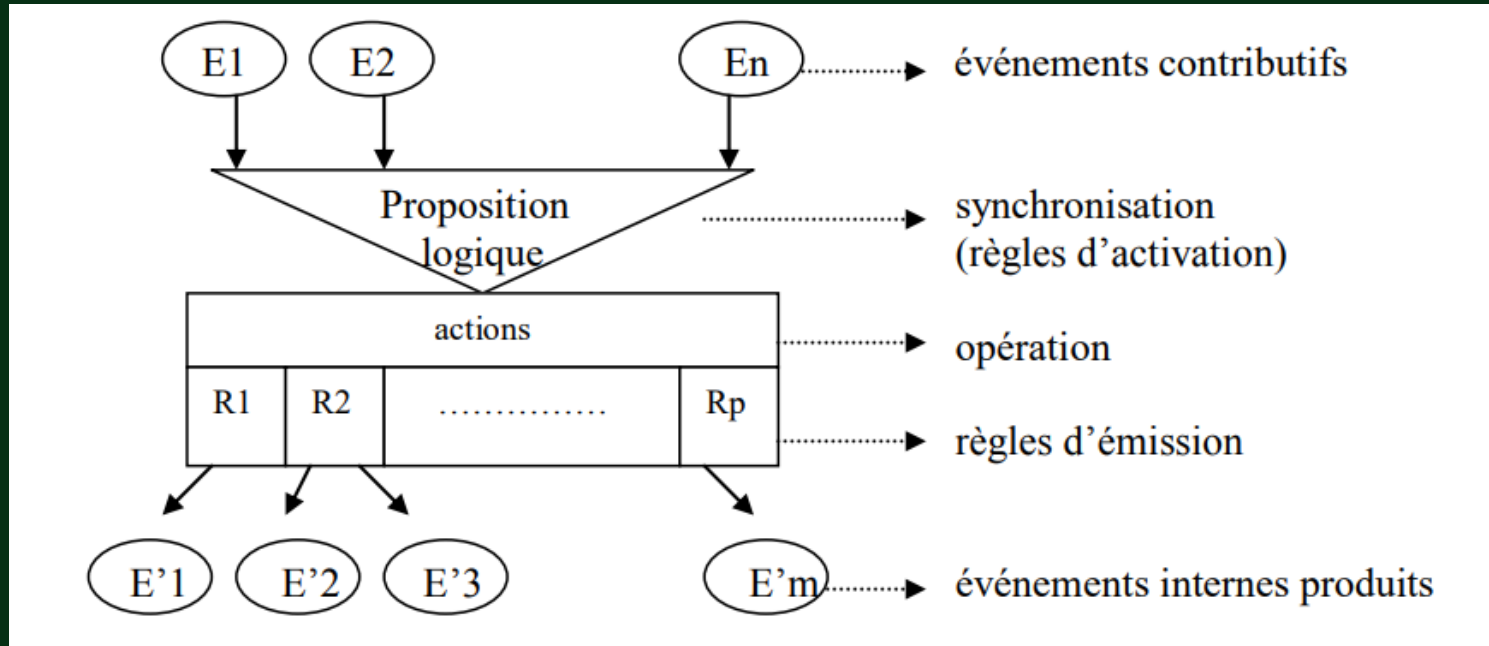 E1 E2 En événements contributifs
Proposition
logique
synchronisation
(règles d’activation)
actions
opération
R1 R2 ............... Rp
règles d’émission
E’1 E’2 E’3 E’m événements internes produits